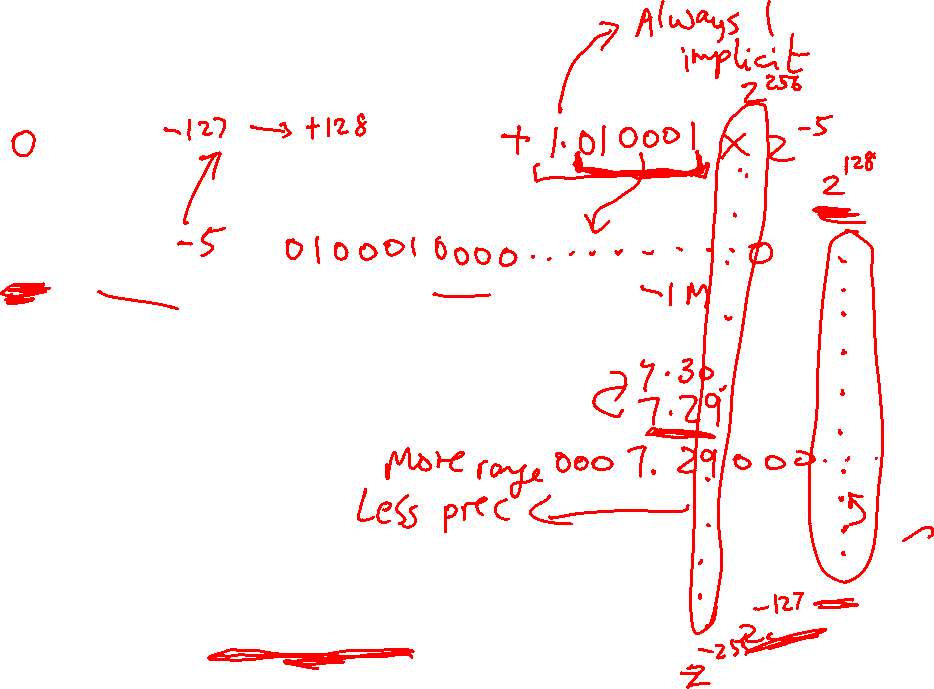 Always 1
implicit
2^256
0 -127 → +128 + 1.010001 × 2^-5
2^128
-5 0100010000.........0
-1M
7.30
7.29
More range 000 7.29000...
Less prec
2^-127
2^-255